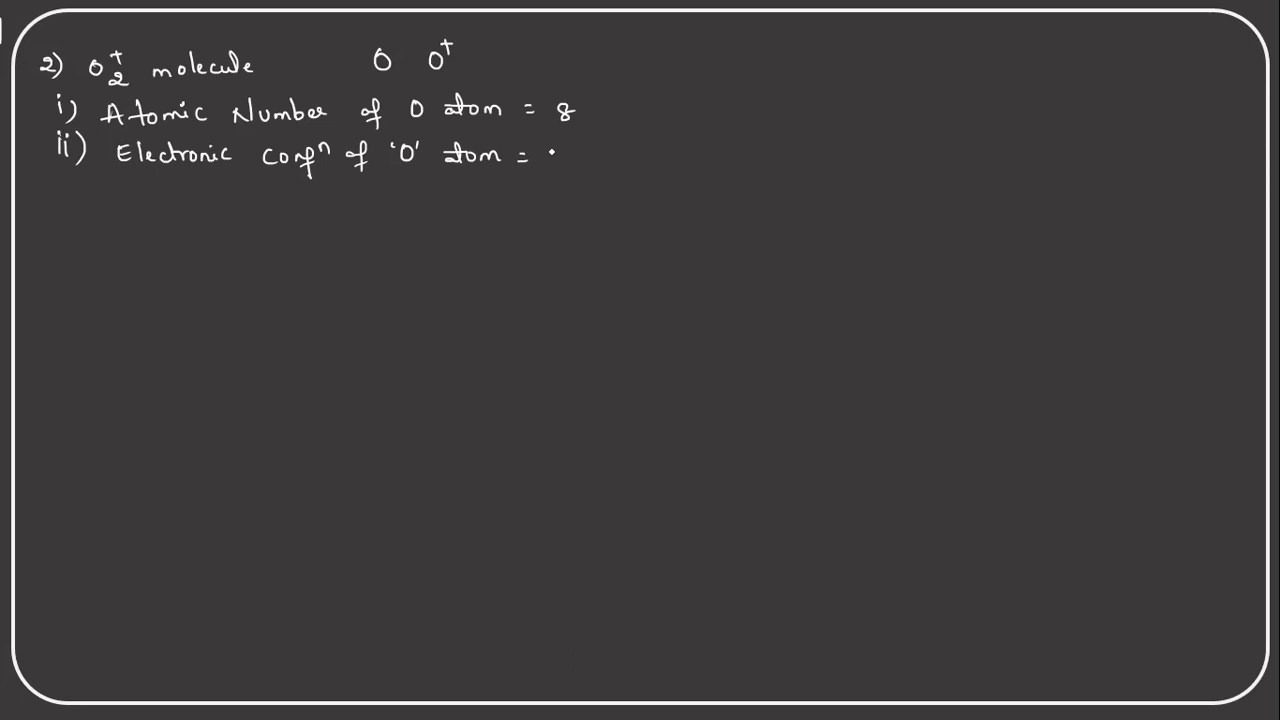 2) O₂⁺ molecule O O⁺
i) Atomic Number of O atom = 8
ii) Electronic Confⁿ of 'O' atom =